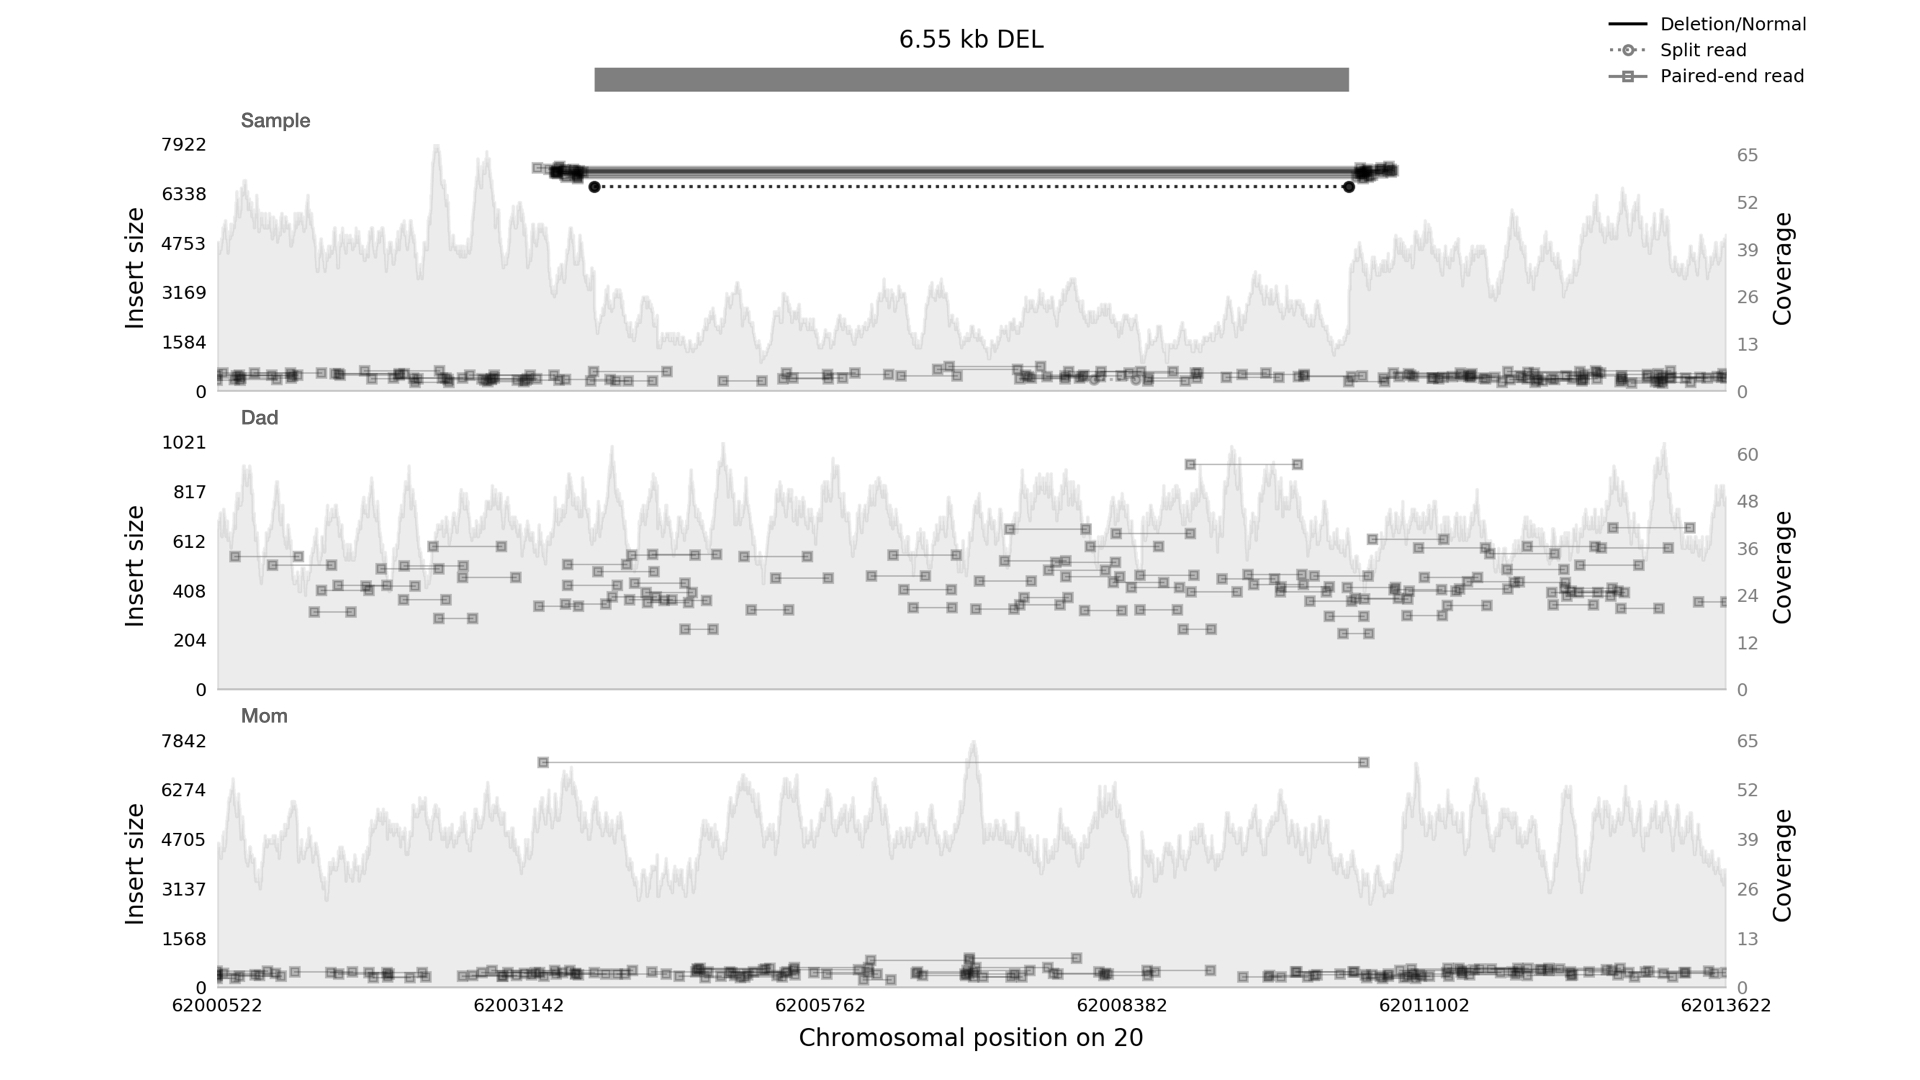 6.55 kb DEL
Deletion/Normal
Split read
Paired-end read
Sample
7922
6338
4753
3169
1584
0
Insert size
65
52
39
26
13
0
Coverage
Dad
1021
817
612
408
204
0
Insert size
60
48
36
24
12
0
Coverage
Mom
7842
6274
4705
3137
1568
0
Insert size
65
52
39
26
13
0
Coverage
62000522 62003142 62005762 62008382 62011002 62013622
Chromosomal position on 20